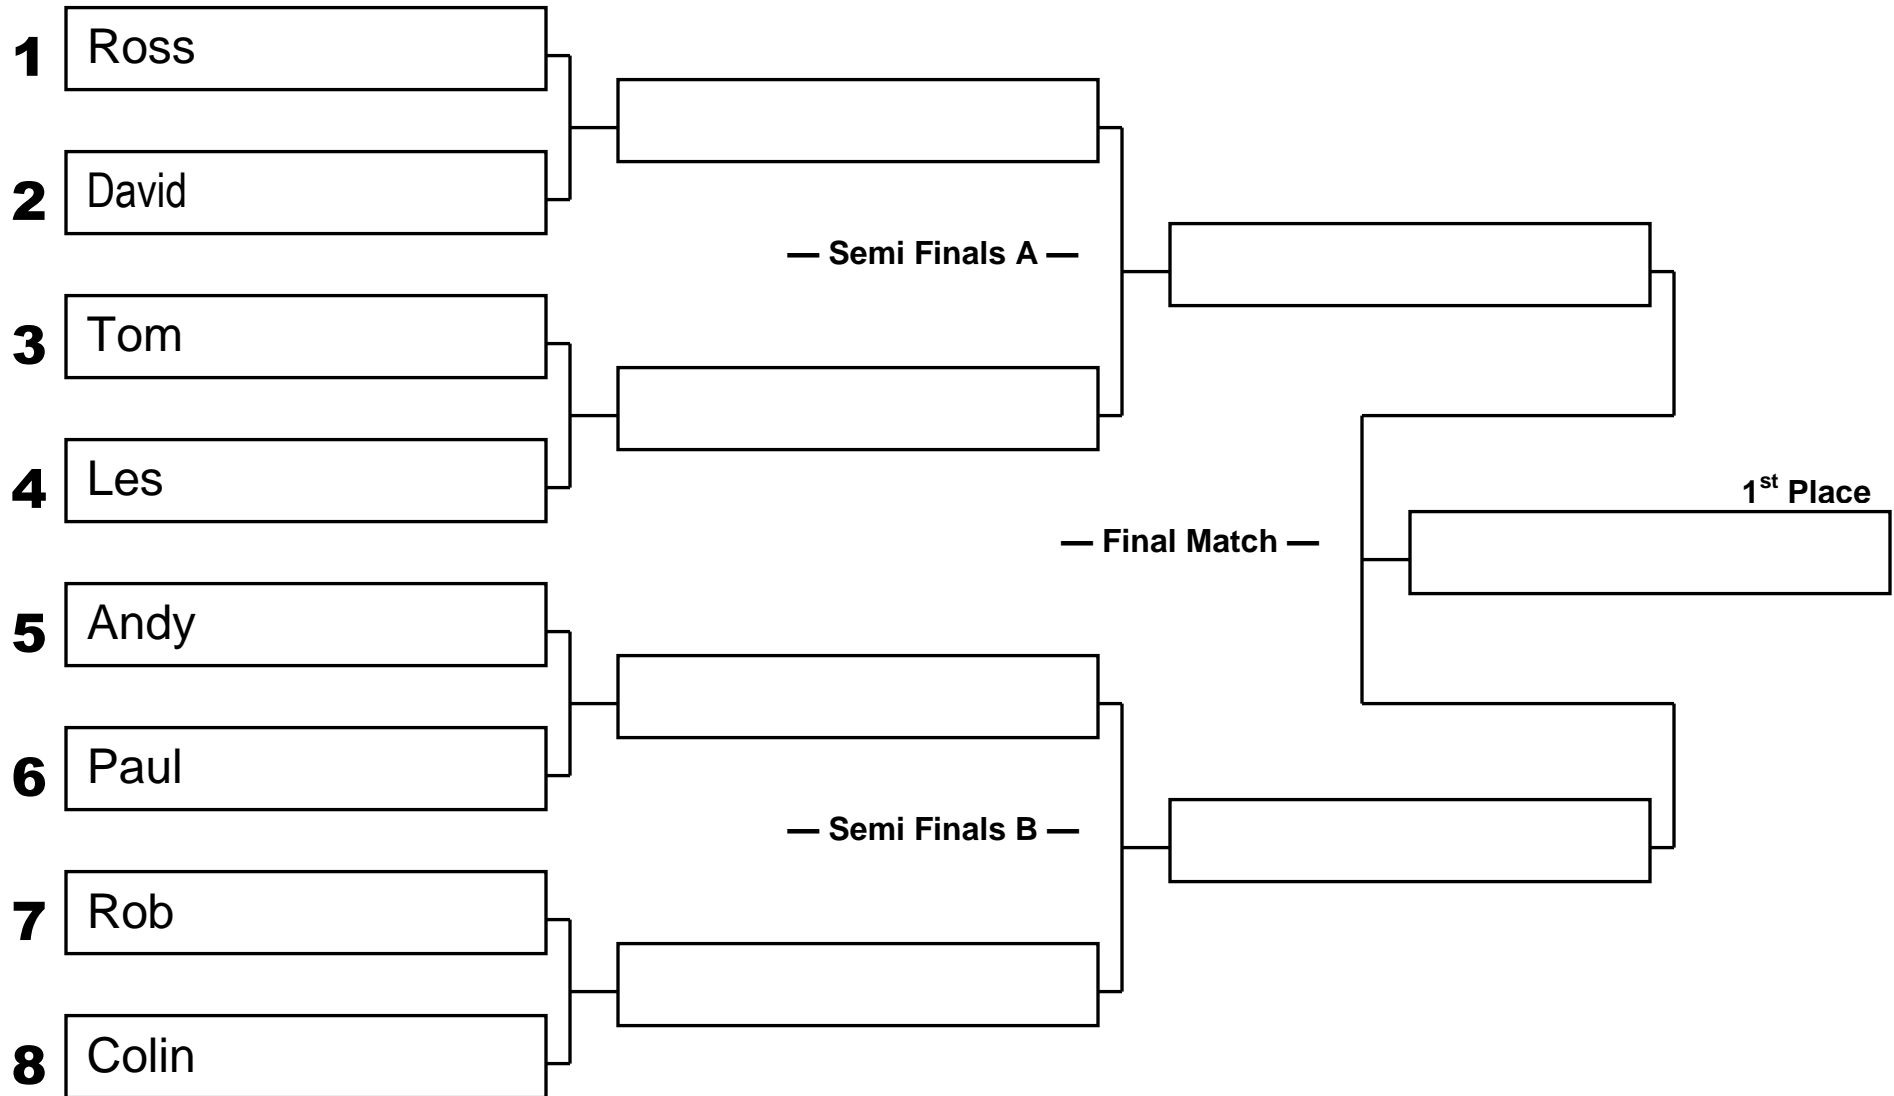 1 Ross
2 David
— Semi Finals A —
3 Tom
4 Les
1st Place
— Final Match —
5 Andy
6 Paul
— Semi Finals B —
7 Rob
8 Colin